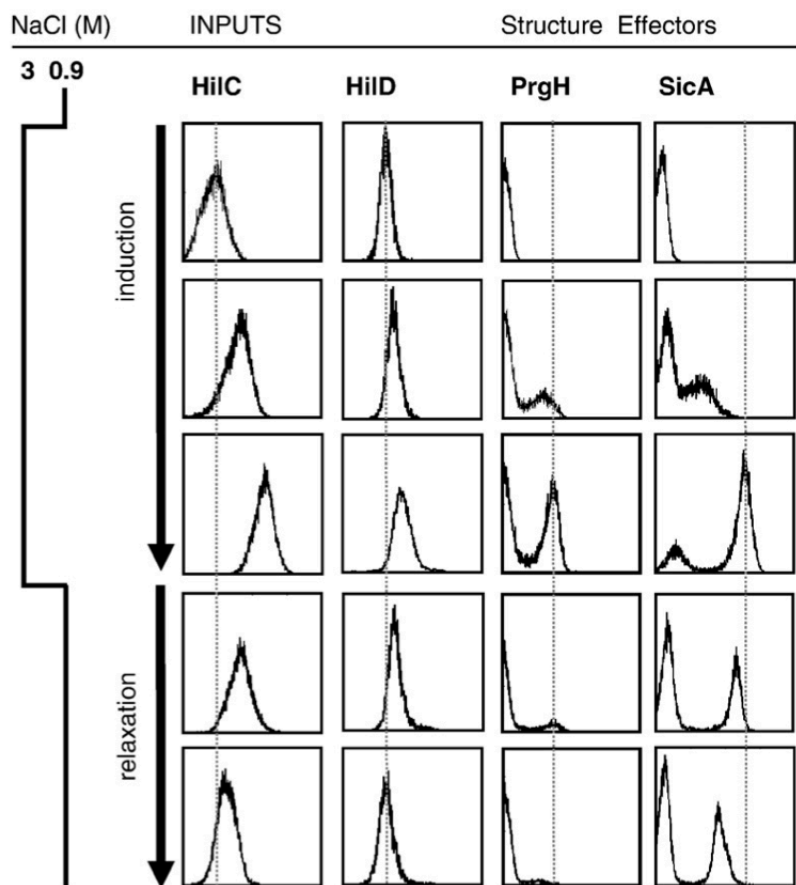 NaCl (M) INPUTS Structure Effectors
3 0.9
HilC HilD PrgH SicA
induction
relaxation